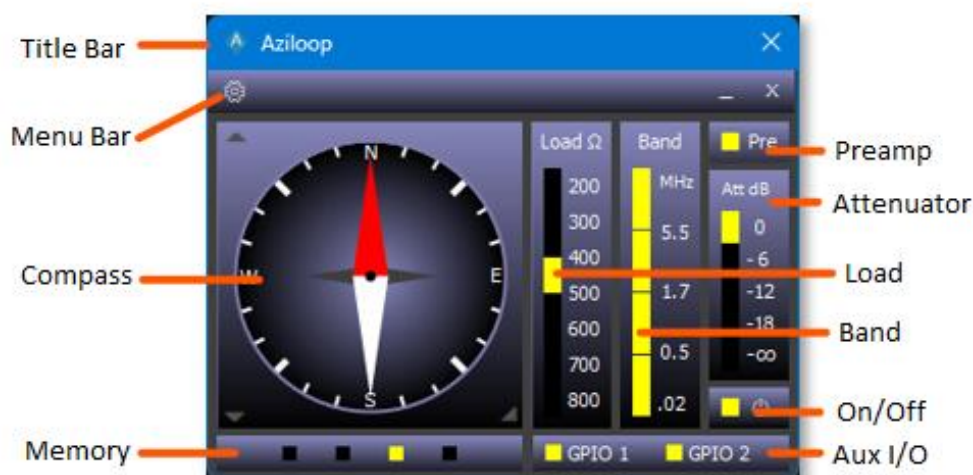 Title Bar
Aziloop
Menu Bar
Compass
N
W
E
S
Load Ω
200
300
400
500
600
700
800
Band
MHz
5.5
1.7
0.5
.02
Pre
Att dB
0
-6
-12
-18
-∞
Preamp
Attenuator
Load
Band
On/Off
Memory
GPIO 1
GPIO 2
Aux I/O